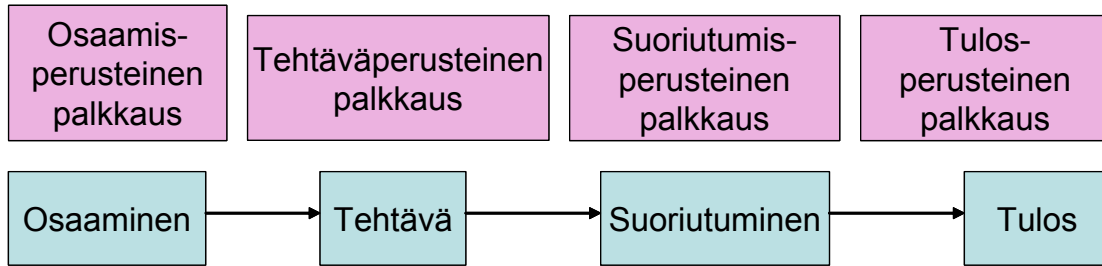 Osaamis-
perusteinen
palkkaus
Tehtäväperusteinen
palkkaus
Suoriutumis-
perusteinen
palkkaus
Tulos-
perusteinen
palkkaus
Osaaminen
Tehtävä
Suoriutuminen
Tulos